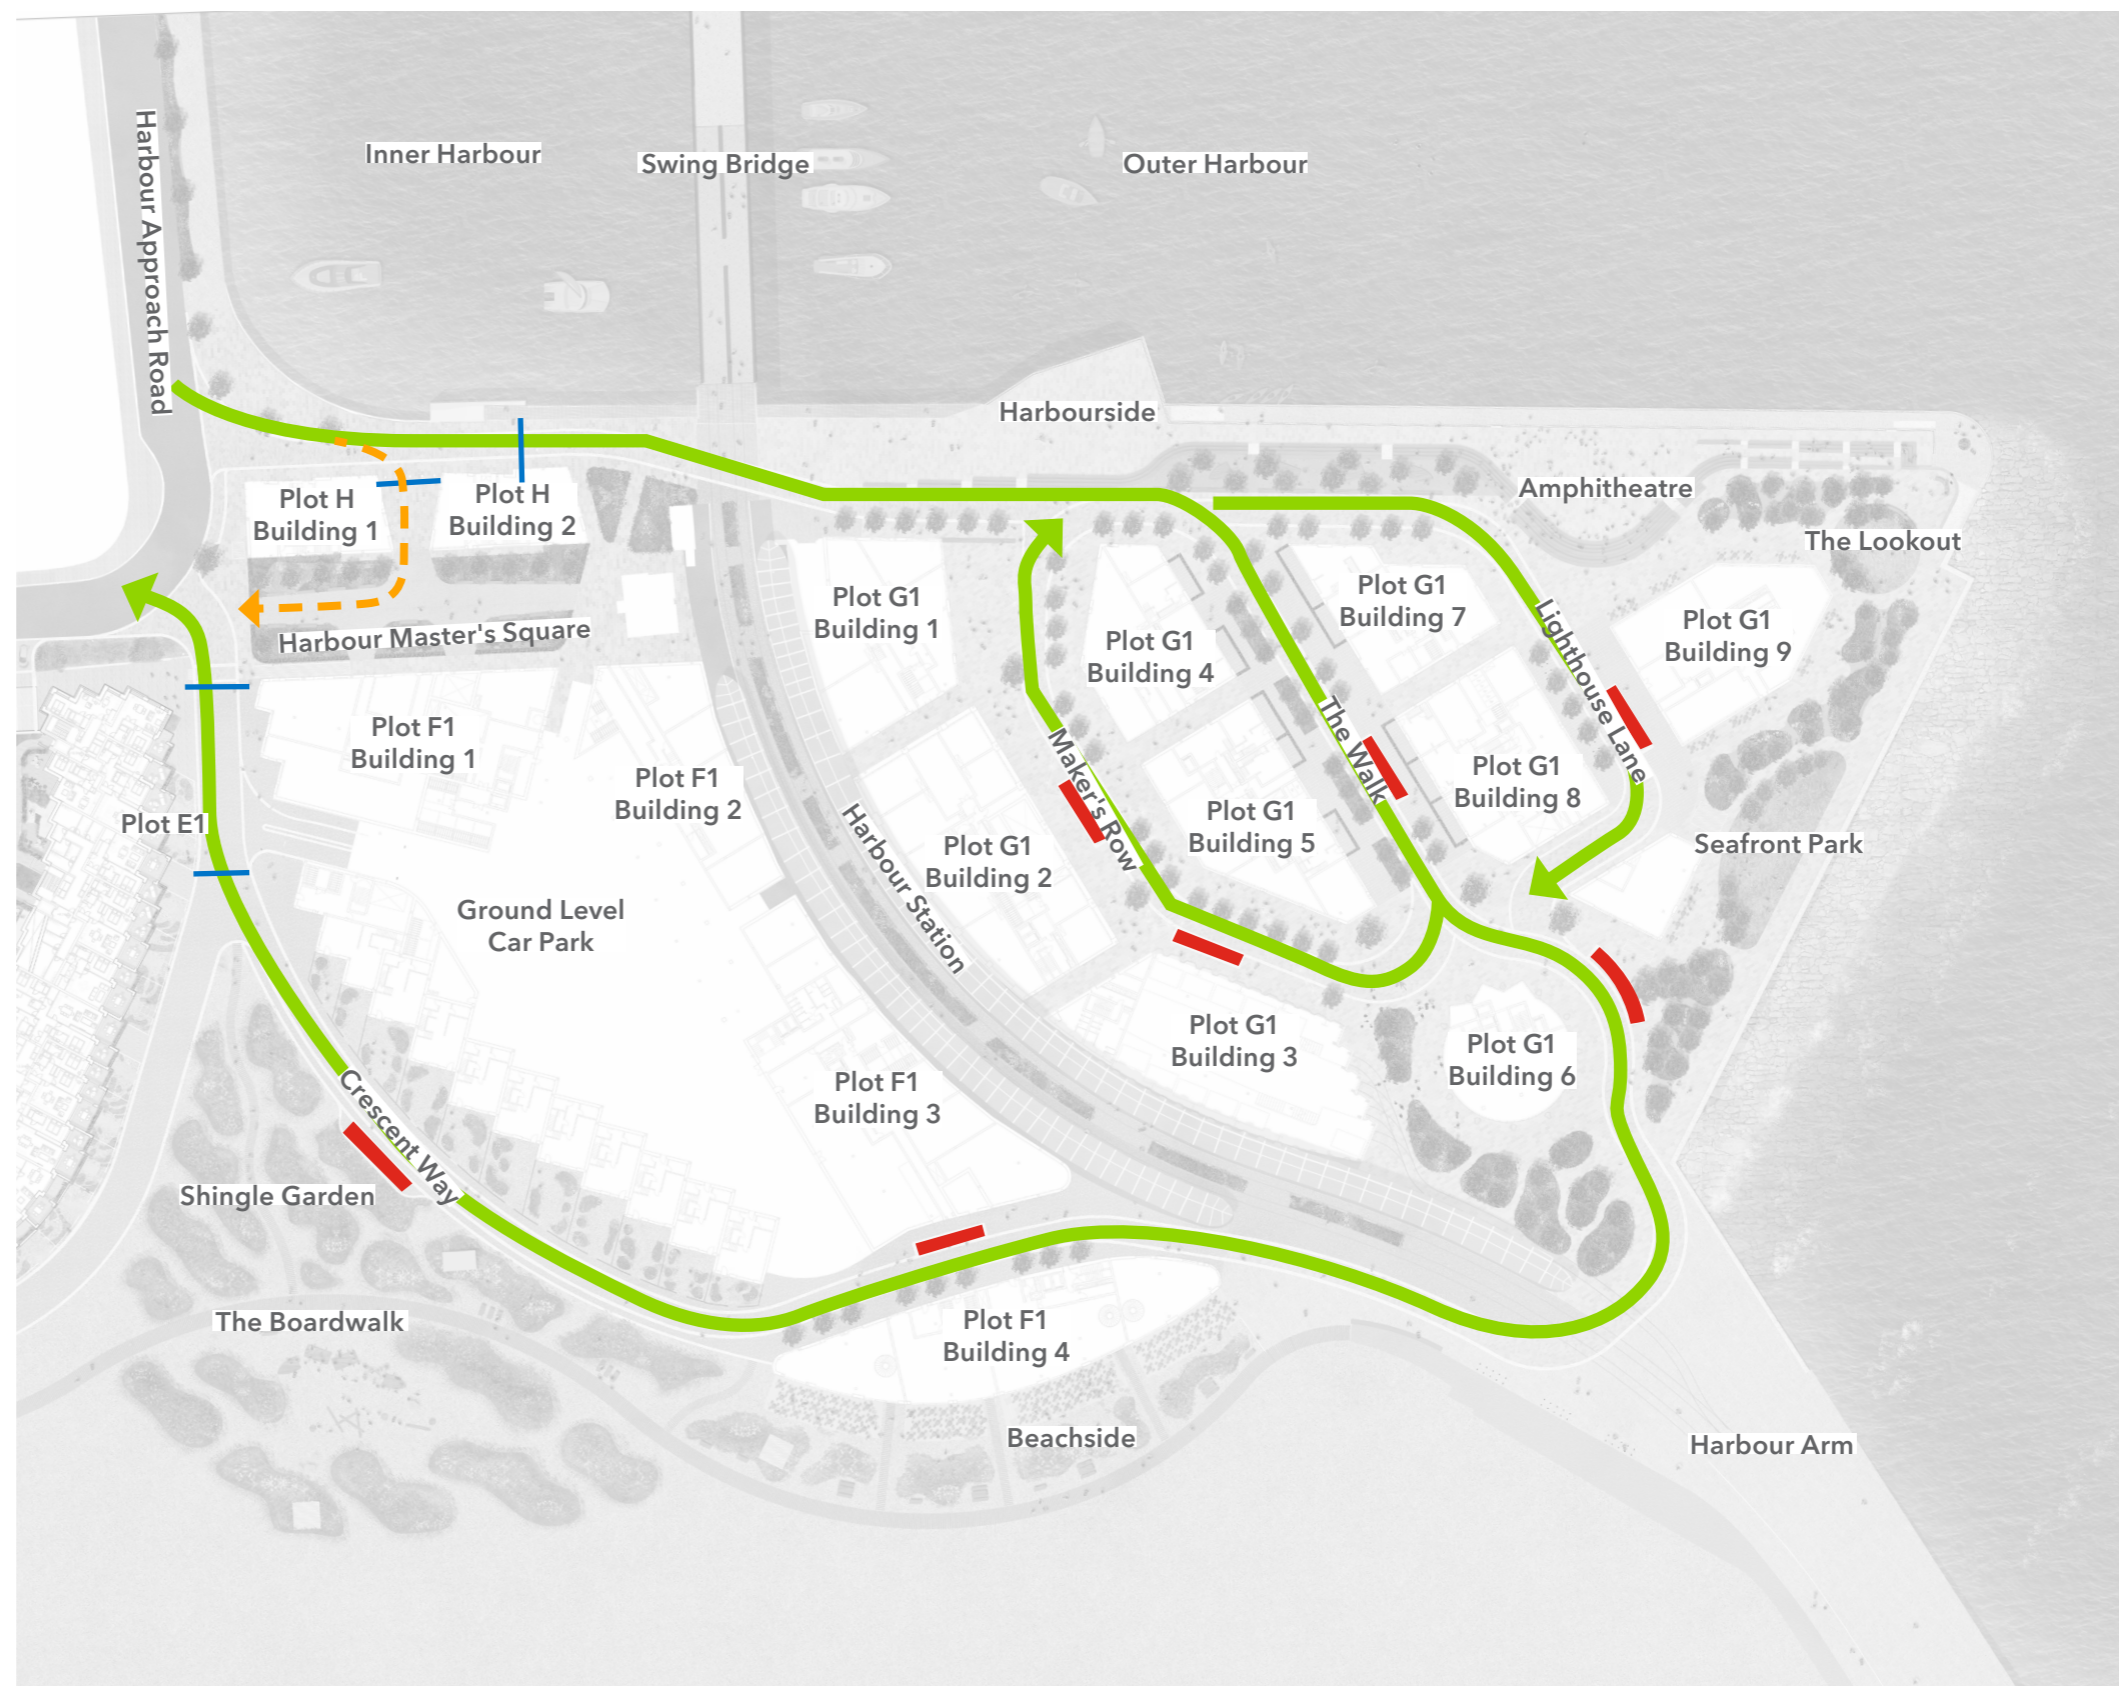 Harbour Approach Road
Inner Harbour
Swing Bridge
Outer Harbour
Harbourside
Amphitheatre
The Lookout
Plot H
Building 1
Plot H
Building 2
Harbour Master's Square
Plot G1
Building 1
Plot G1
Building 4
Plot G1
Building 7
Lighthouse Lane
Plot G1
Building 9
Plot F1
Building 1
Plot F1
Building 2
Maker's Row
The Walk
Plot G1
Building 8
Plot E1
Harbour Station
Plot G1
Building 2
Plot G1
Building 5
Seafront Park
Ground Level
Car Park
Plot G1
Building 3
Plot G1
Building 6
Plot F1
Building 3
Crescent Way
Shingle Garden
The Boardwalk
Plot F1
Building 4
Beachside
Harbour Arm